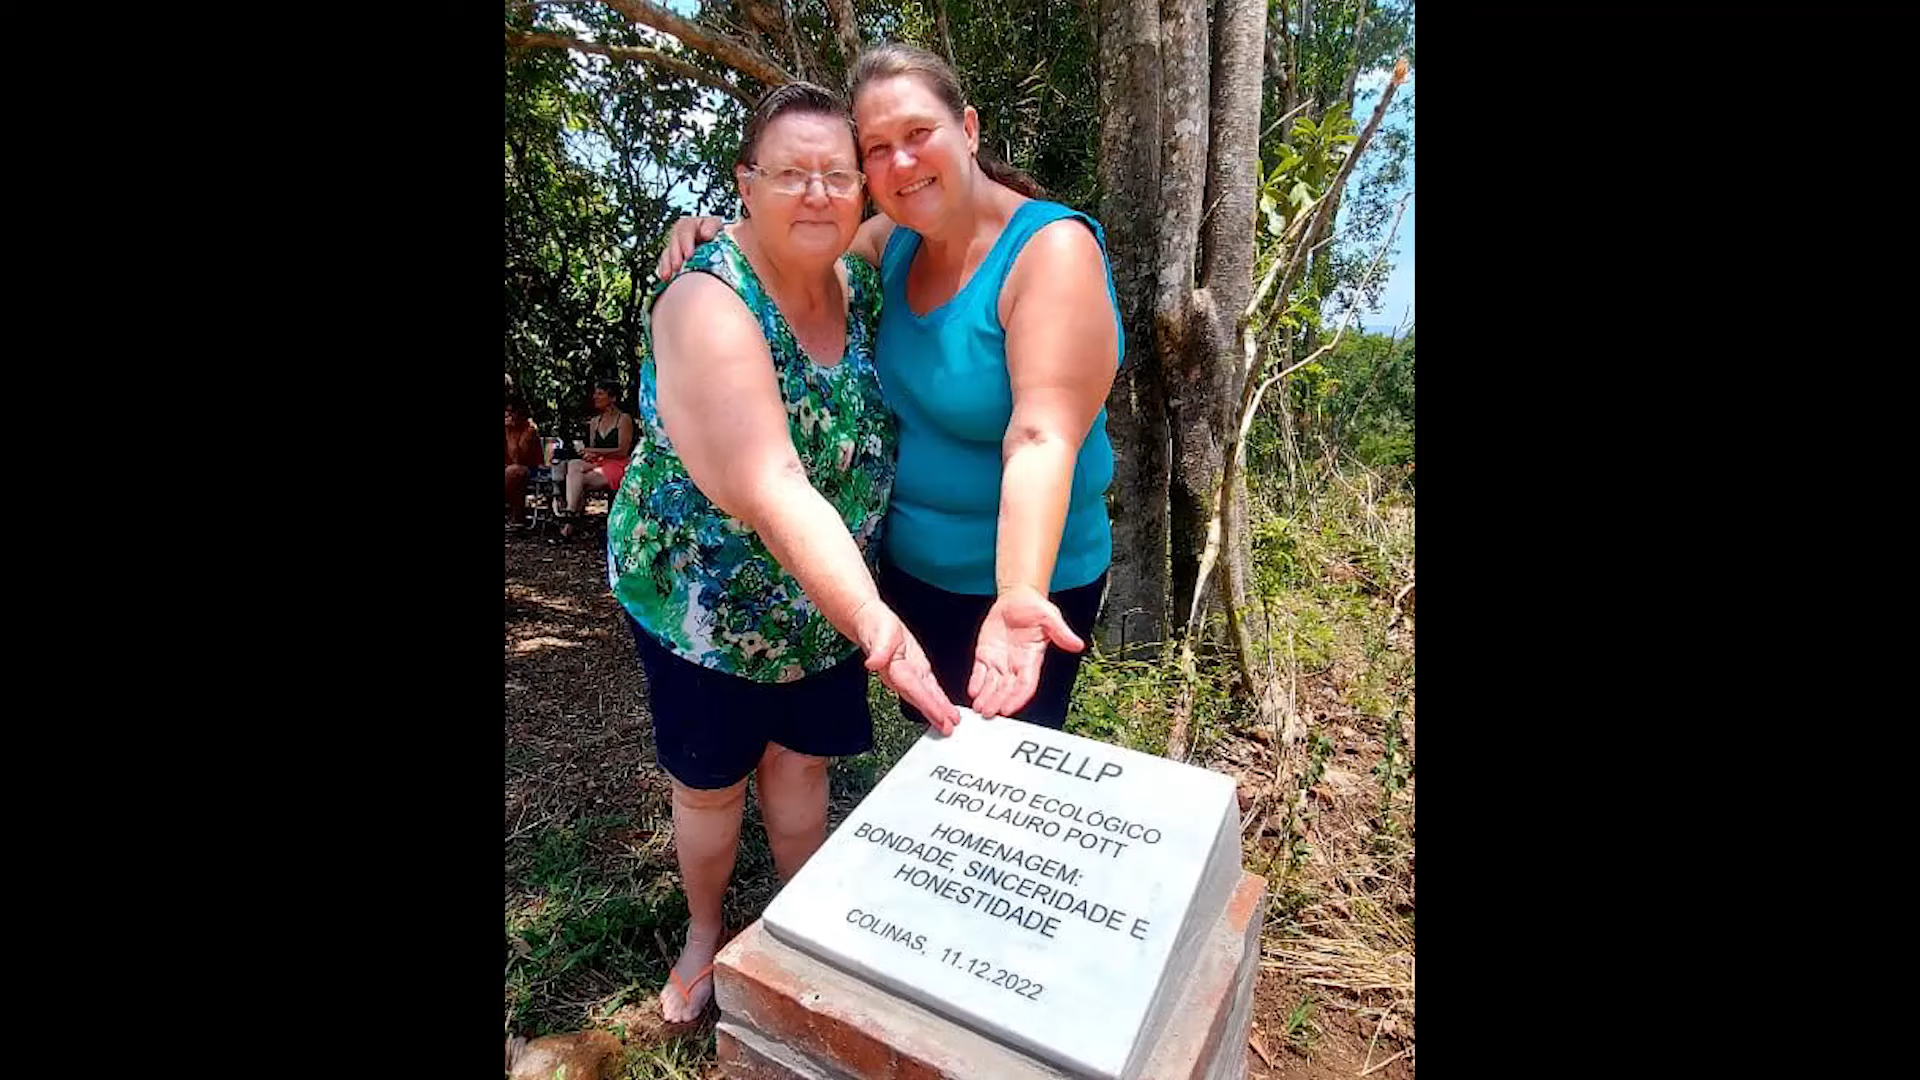 RELLP
RECANTO ECOLÓGICO
LIRO LAURO POTT
HOMENAGEM:
BONDADE, SINCERIDADE E
HONESTIDADE
COLINAS, 11.12.2022